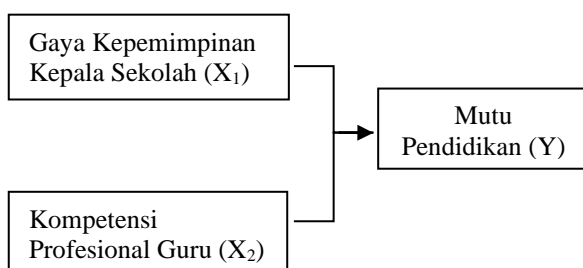 Gaya Kepemimpinan
Kepala Sekolah (X₁)
Mutu
Pendidikan (Y)
Kompetensi
Profesional Guru (X₂)